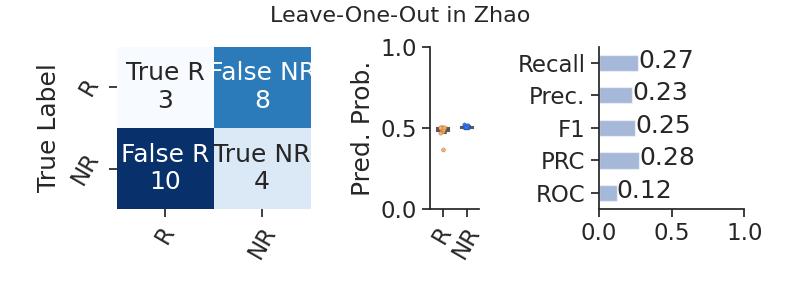 Leave-One-Out in Zhao
True Label
R
NR
True R
3
False NR
8
False R
10
True NR
4
R
NR
Pred. Prob.
1.0
0.5
0.0
R
NR
Recall
0.27
Prec.
0.23
F1
0.25
PRC
0.28
ROC
0.12
0.0
0.5
1.0